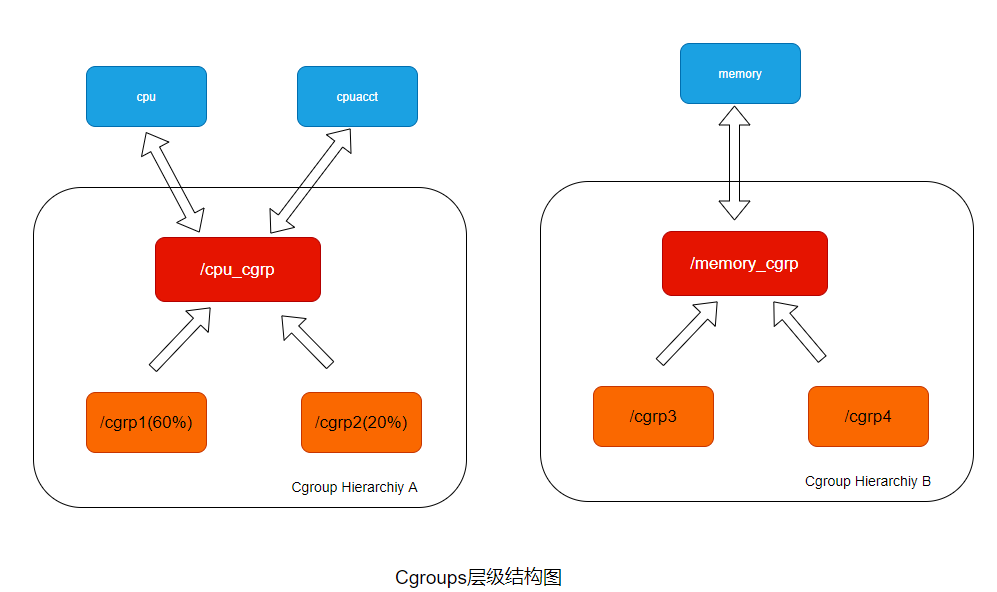 cpu
cpuacct
memory
/cpu_cgrp
/memory_cgrp
/cgrp1(60%)
/cgrp2(20%)
/cgrp3
/cgrp4
Cgroup Hierarchiy A
Cgroup Hierarchiy B
Cgroups层级结构图